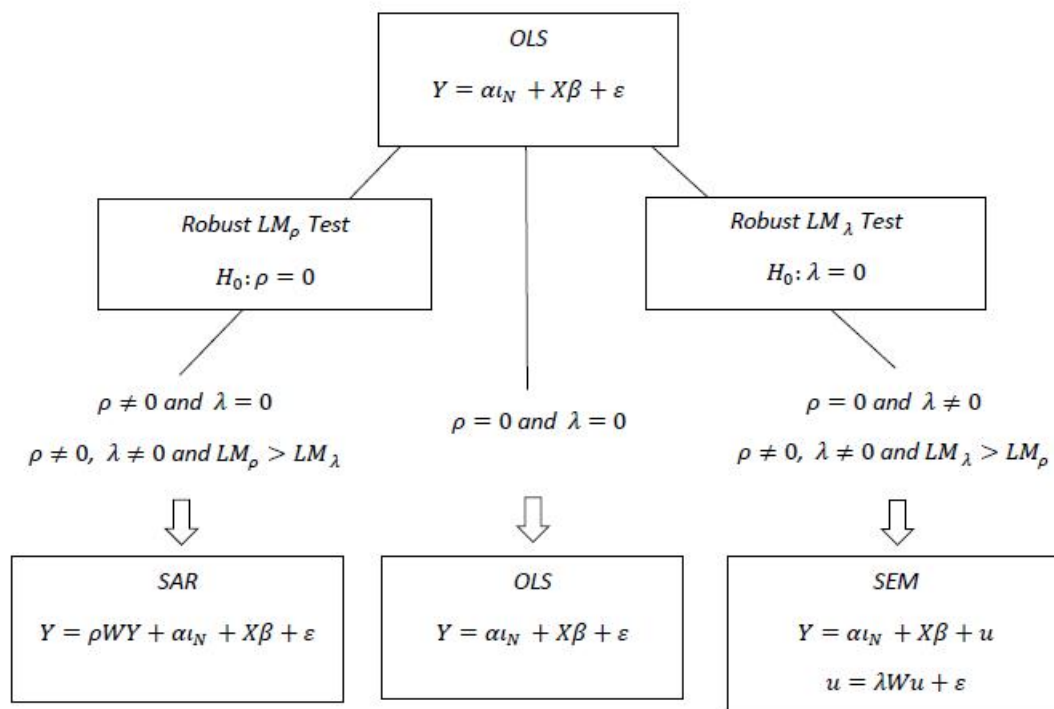 OLS
Y = αι_N + Xβ + ε
Robust LM_ρ Test
H_0: ρ = 0
Robust LM_λ Test
H_0: λ = 0
ρ ≠ 0 and λ = 0
ρ ≠ 0, λ ≠ 0 and LM_ρ > LM_λ
ρ = 0 and λ = 0
ρ = 0 and λ ≠ 0
ρ ≠ 0, λ ≠ 0 and LM_λ > LM_ρ
SAR
Y = ρWY + αι_N + Xβ + ε
OLS
Y = αι_N + Xβ + ε
SEM
Y = αι_N + Xβ + u
u = λWu + ε